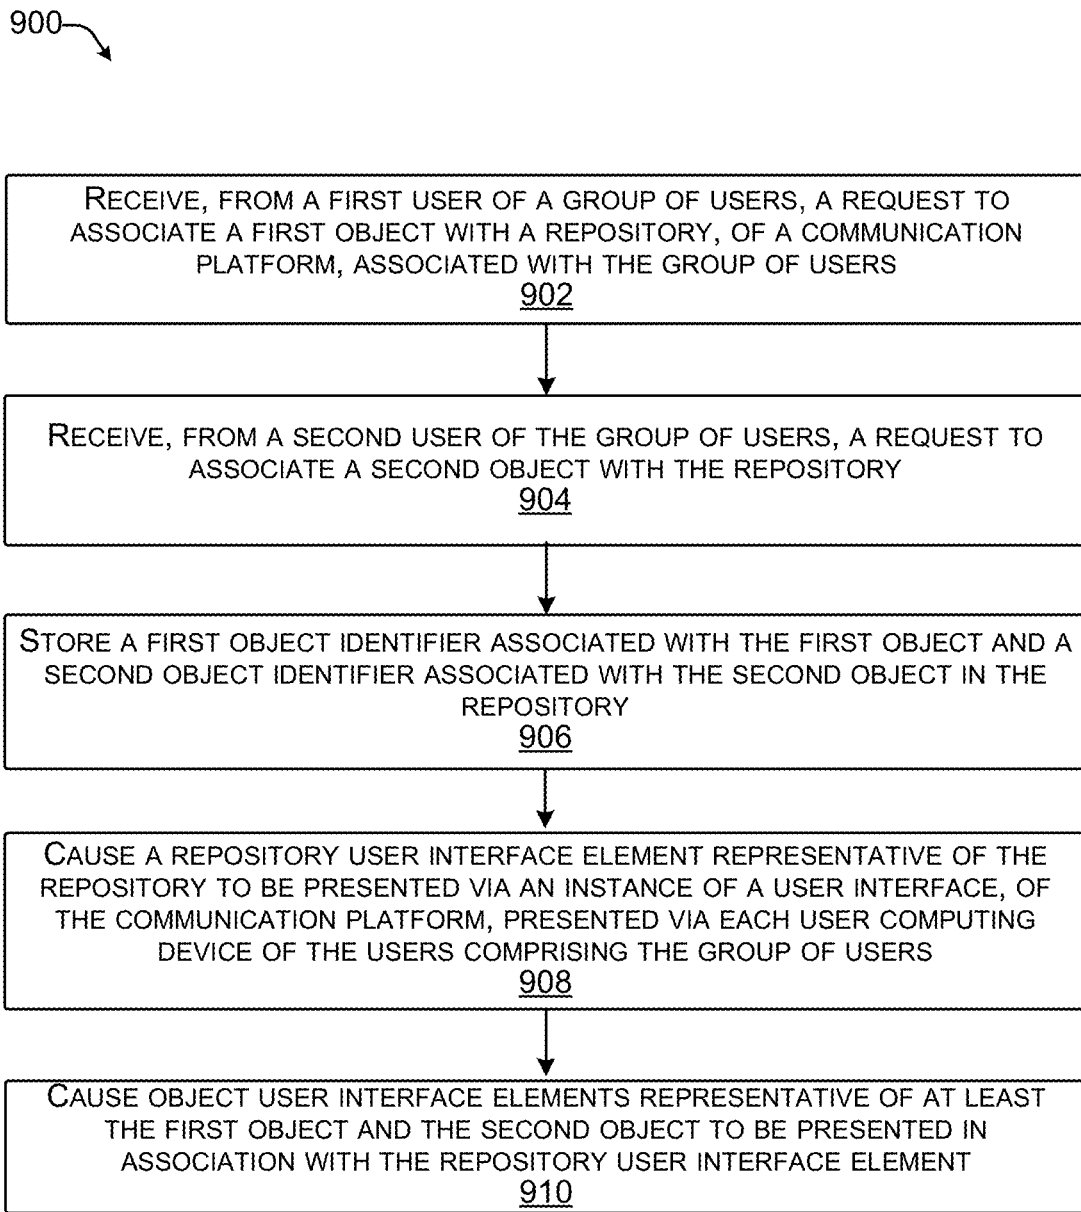 900
RECEIVE, FROM A FIRST USER OF A GROUP OF USERS, A REQUEST TO
ASSOCIATE A FIRST OBJECT WITH A REPOSITORY, OF A COMMUNICATION
PLATFORM, ASSOCIATED WITH THE GROUP OF USERS
902
RECEIVE, FROM A SECOND USER OF THE GROUP OF USERS, A REQUEST TO
ASSOCIATE A SECOND OBJECT WITH THE REPOSITORY
904
STORE A FIRST OBJECT IDENTIFIER ASSOCIATED WITH THE FIRST OBJECT AND A
SECOND OBJECT IDENTIFIER ASSOCIATED WITH THE SECOND OBJECT IN THE
REPOSITORY
906
CAUSE A REPOSITORY USER INTERFACE ELEMENT REPRESENTATIVE OF THE
REPOSITORY TO BE PRESENTED VIA AN INSTANCE OF A USER INTERFACE, OF
THE COMMUNICATION PLATFORM, PRESENTED VIA EACH USER COMPUTING
DEVICE OF THE USERS COMPRISING THE GROUP OF USERS
908
CAUSE OBJECT USER INTERFACE ELEMENTS REPRESENTATIVE OF AT LEAST
THE FIRST OBJECT AND THE SECOND OBJECT TO BE PRESENTED IN
ASSOCIATION WITH THE REPOSITORY USER INTERFACE ELEMENT
910